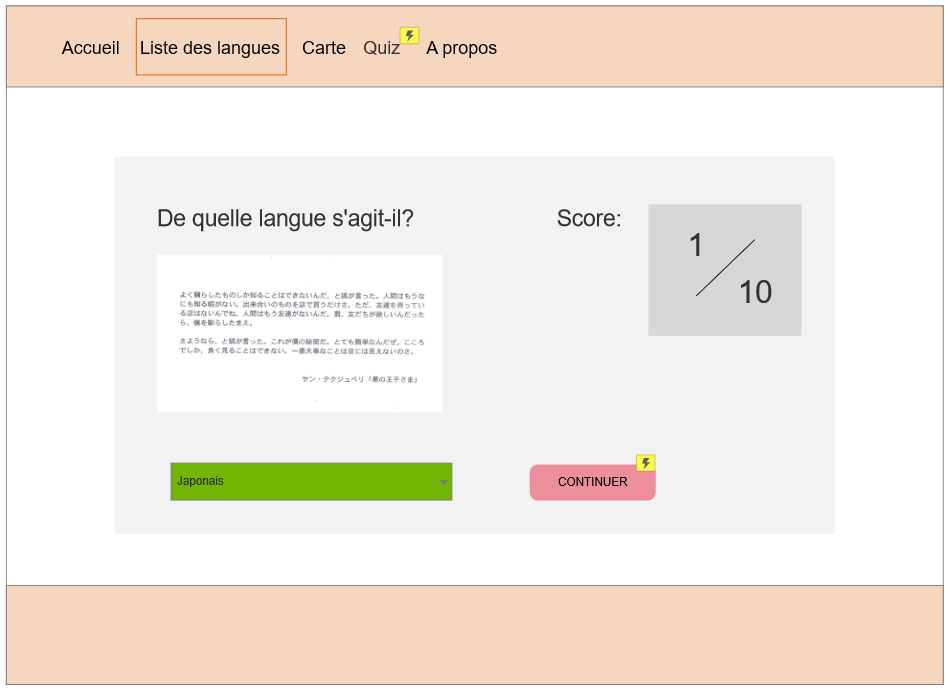 Accueil Liste des langues Carte Quiz A propos
De quelle langue s'agit-il?
Score:
1
10
よく馴らしたものしか知ることはできないんだ、と狐が言った。人間はもうな
にも知る暇がない。出来合いのものを店で買うだけさ。ただ、友達を売ってい
る店はないんでね、人間はもう友達がないんだ。君、友だちが欲しいんだった
ら、僕を馴らしたまえ。
さようなら、と狐が言った。これが僕の秘密だ。とても簡単なんだぜ。こころ
でしか、良く見ることはできない。一番大事なことは目には見えないのさ。
サン・テクジュペリ「星の王子さま」
Japonais
CONTINUER